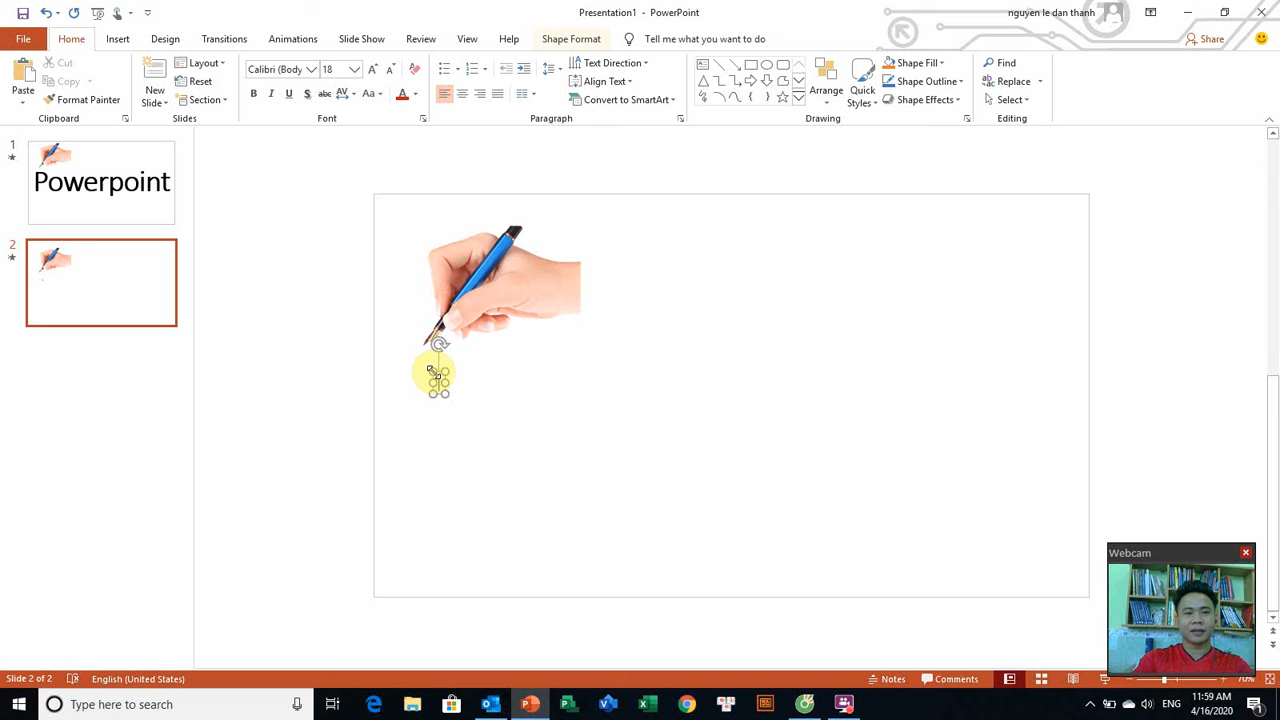 Presentation1 - PowerPoint
nguyen le dan thanh
File
Home
Insert
Design
Transitions
Animations
Slide Show
Review
View
Help
Shape Format
Tell me what you want to do
Share
Paste
Cut
Copy
Format Painter
Clipboard
New
Slide
Layout
Reset
Section
Slides
Calibri (Body
18
B I U S abc AV Aa A
Font
Text Direction
Align Text
Convert to SmartArt
Paragraph
Arrange
Quick
Styles
Shape Fill
Shape Outline
Shape Effects
Drawing
Find
Replace
Select
Editing
1
Powerpoint
2
Webcam
Slide 2 of 2
English (United States)
Notes
Comments
70%
Type here to search
ENG
11:59 AM
4/16/2020